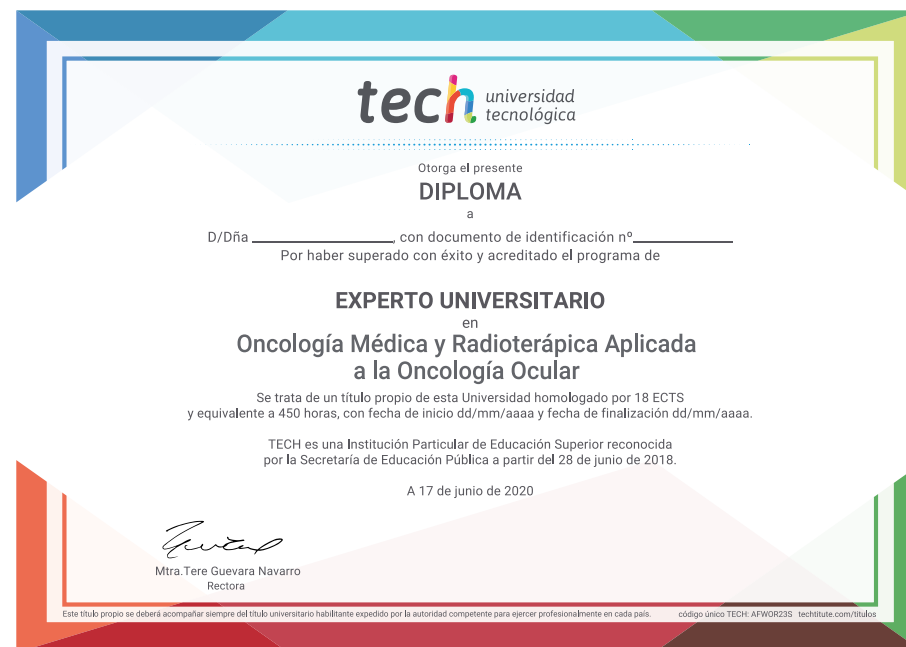 tech universidad
tecnológica
Otorga el presente
DIPLOMA
a
D/Dña ____________________, con documento de identificación nº______________
Por haber superado con éxito y acreditado el programa de
EXPERTO UNIVERSITARIO
en
Oncología Médica y Radioterápica Aplicada
a la Oncología Ocular
Se trata de un título propio de esta Universidad homologado por 18 ECTS
y equivalente a 450 horas, con fecha de inicio dd/mm/aaaa y fecha de finalización dd/mm/aaaa.
TECH es una Institución Particular de Educación Superior reconocida
por la Secretaría de Educación Pública a partir del 28 de junio de 2018.
A 17 de junio de 2020
Mtra.Tere Guevara Navarro
Rectora
Este título propio se deberá acompañar siempre del título universitario habilitante expedido por la autoridad competente para ejercer profesionalmente en cada país. código único TECH: AFWOR23S techtitute.com/titulos